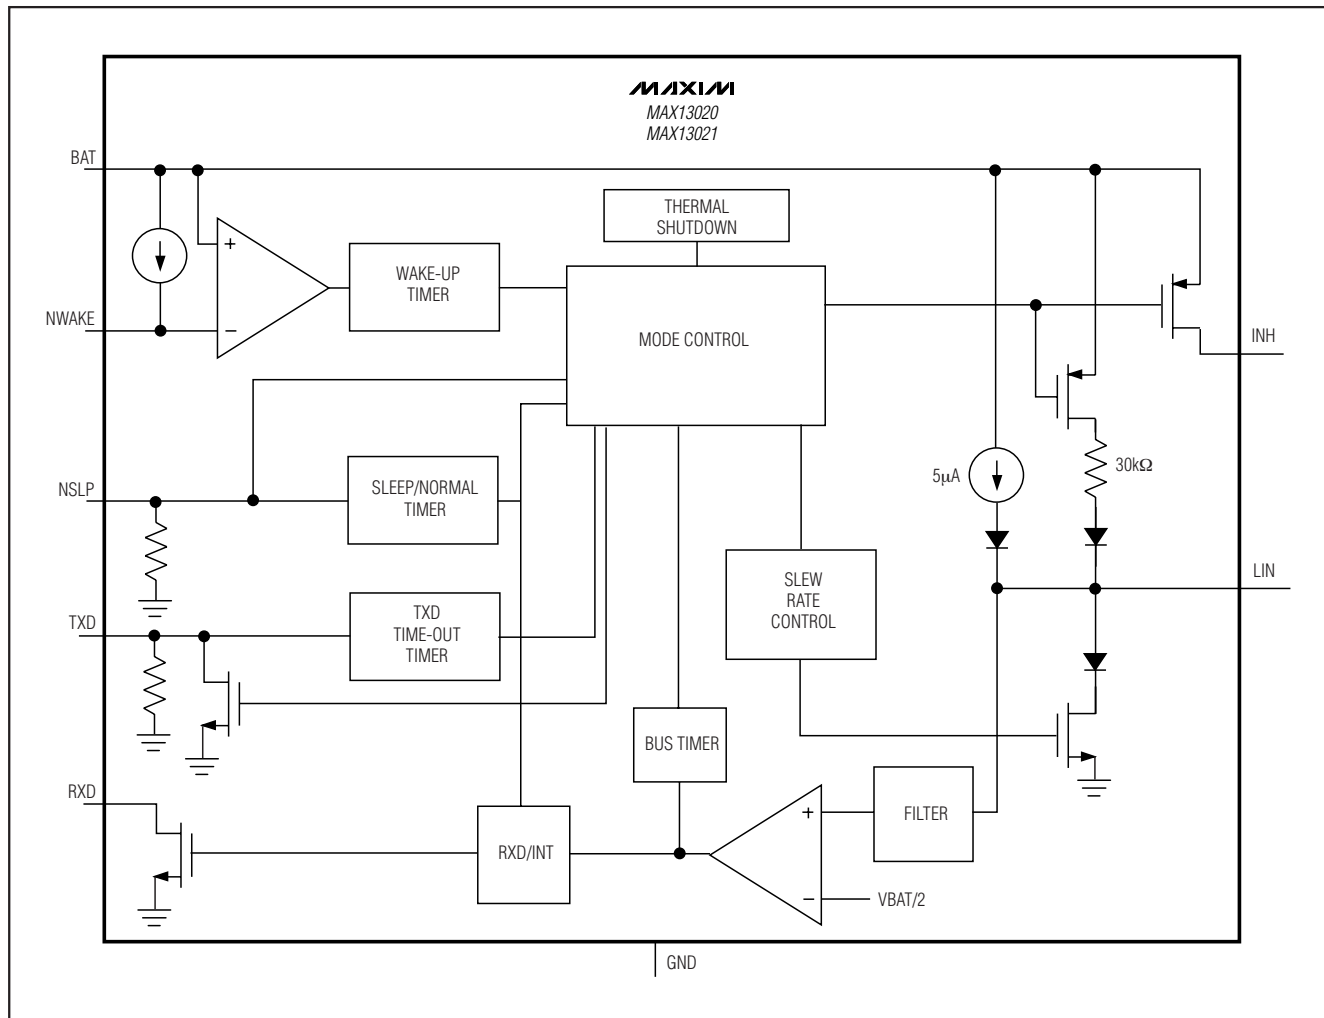 MAXIM
MAX13020
MAX13021
BAT
THERMAL
SHUTDOWN
+
WAKE-UP
TIMER
NWAKE
–
MODE CONTROL
INH
NSLP
SLEEP/NORMAL
TIMER
5µA
30kΩ
SLEW
RATE
CONTROL
LIN
TXD
TXD
TIME-OUT
TIMER
BUS TIMER
RXD
RXD/INT
+
FILTER
–
VBAT/2
GND